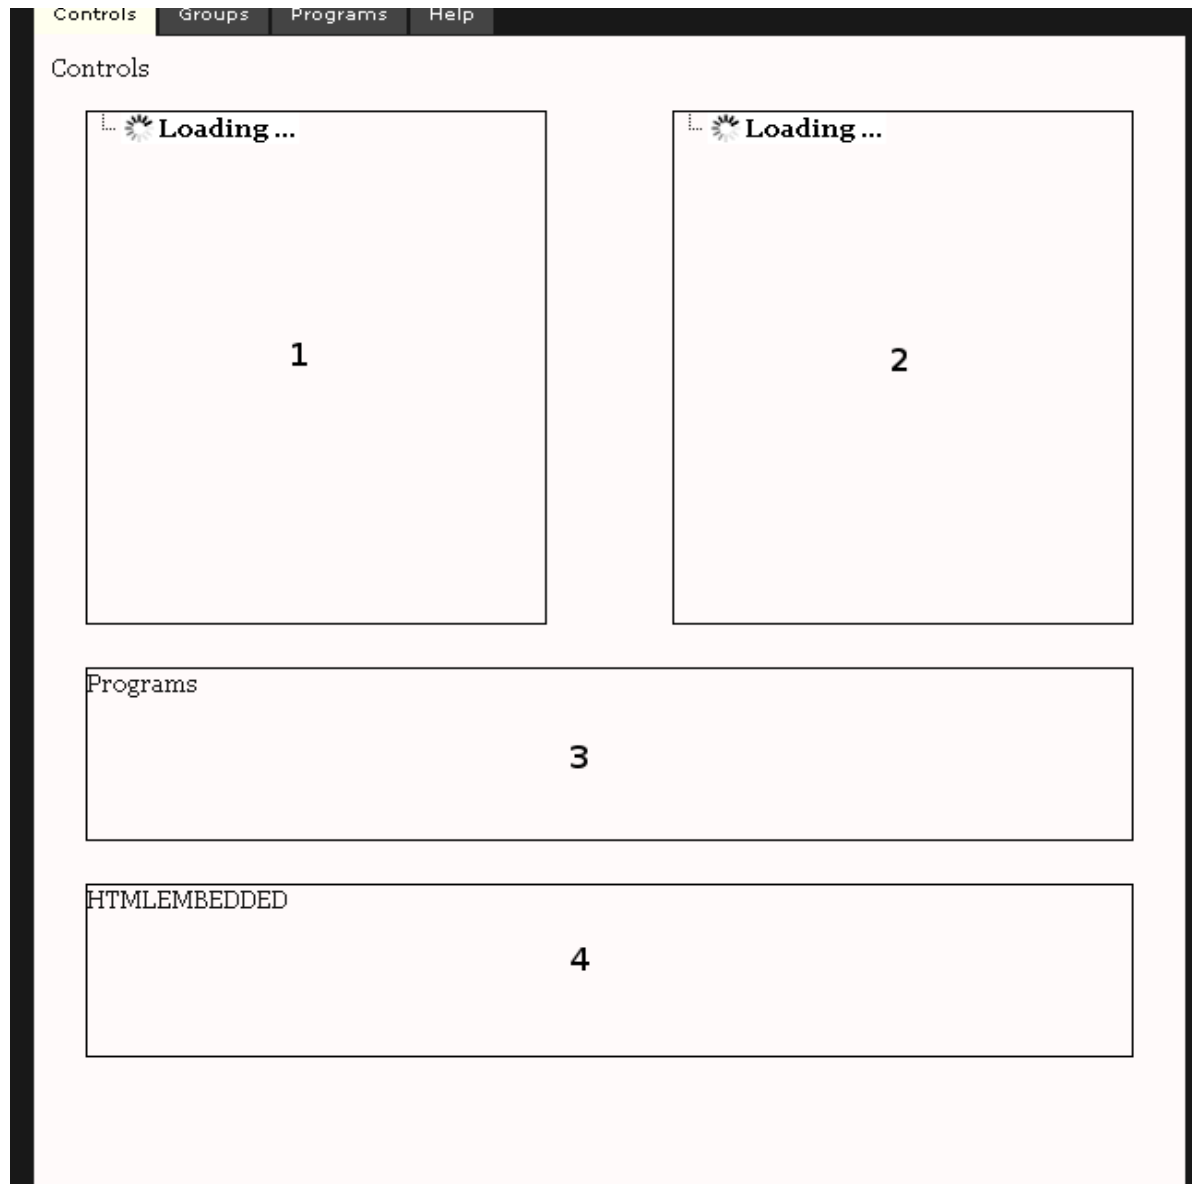 Controls Groups Programs Help
Controls
Loading ... Loading ...
1 2
Programs
3
HTMLEMBEDDED
4